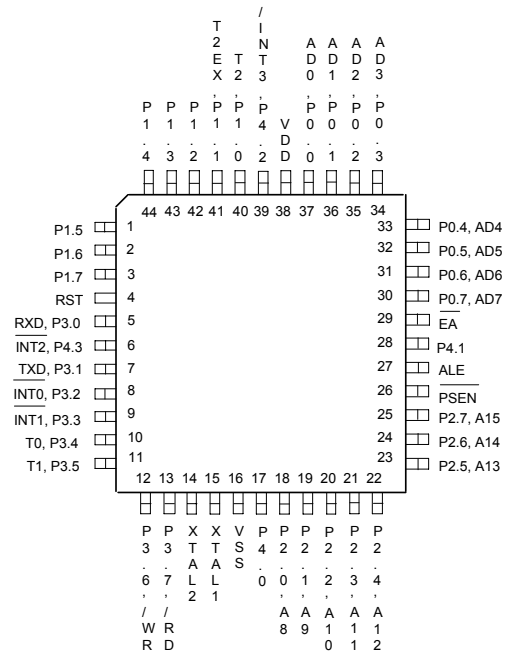 P1.4
P1.3
P1.2
T2EX,P1.1
T2,P1.0
/INT3,P4.2
VDD
AD0,P0.0
AD1,P0.1
AD2,P0.2
AD3,P0.3
44 43 42 41 40 39 38 37 36 35 34
P1.5 1
P1.6 2
P1.7 3
RST 4
RXD, P3.0 5
INT2, P4.3 6
TXD, P3.1 7
INT0, P3.2 8
INT1, P3.3 9
T0, P3.4 10
T1, P3.5 11
33 P0.4, AD4
32 P0.5, AD5
31 P0.6, AD6
30 P0.7, AD7
29 EA
28 P4.1
27 ALE
26 PSEN
25 P2.7, A15
24 P2.6, A14
23 P2.5, A13
12 13 14 15 16 17 18 19 20 21 22
P3.6,/WR
P3.7,/RD
XTAL2
XTAL1
VSS
P4.0
P2.0,A8
P2.1,A9
P2.2,A10
P2.3,A11
P2.4,A12